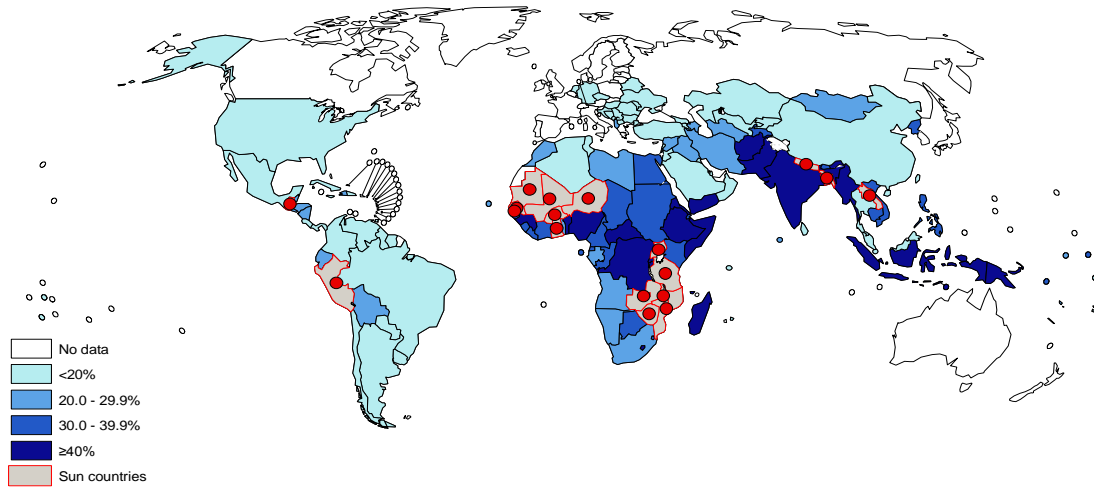 No data
<20%
20.0 - 29.9%
30.0 - 39.9%
≥40%
Sun countries